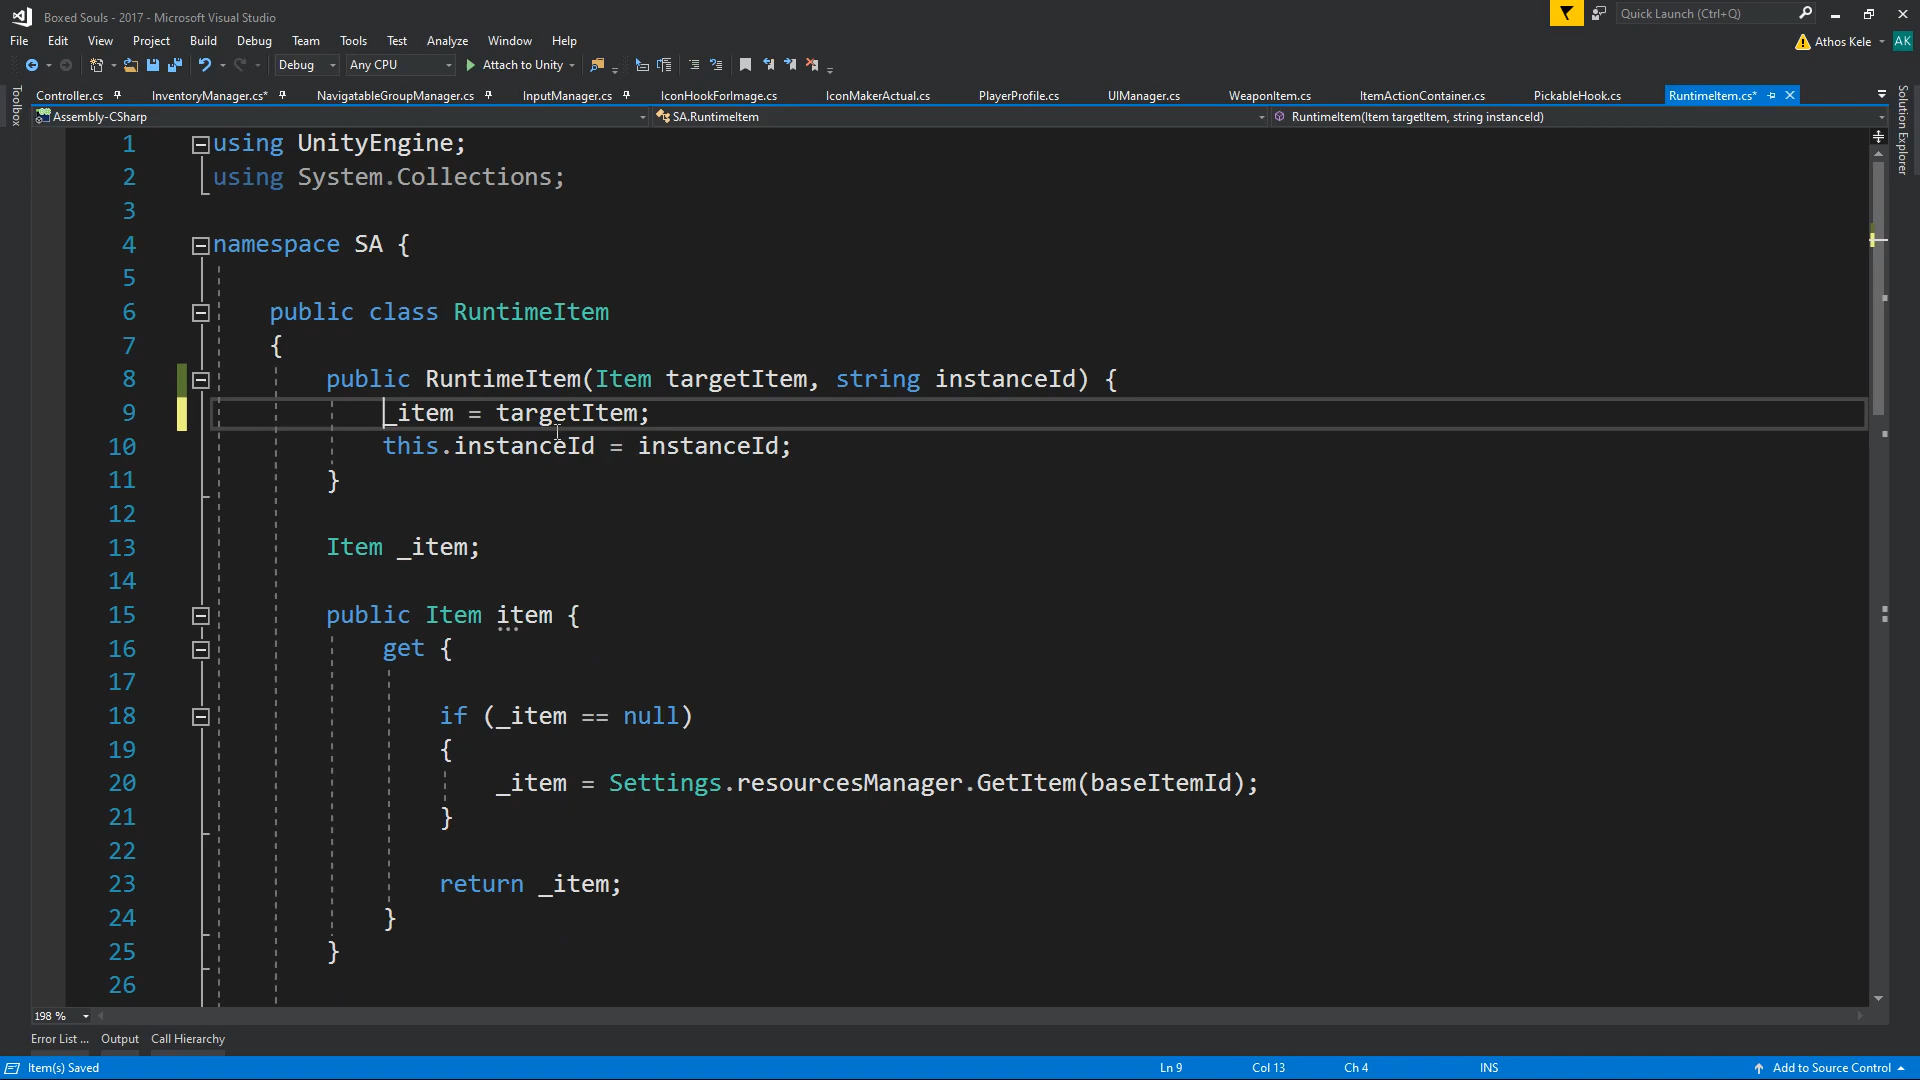 Boxed Souls - 2017 - Microsoft Visual Studio
Quick Launch (Ctrl+Q)
File Edit View Project Build Debug Team Tools Test Analyze Window Help
Athos Kele AK
Debug Any CPU Attach to Unity
Toolbox
Solution Explorer
Controller.cs InventoryManager.cs* NavigatableGroupManager.cs InputManager.cs IconHookForImage.cs IconMakerActual.cs PlayerProfile.cs UIManager.cs WeaponItem.cs ItemActionContainer.cs PickableHook.cs RuntimeItem.cs*
Assembly-CSharp SA.RuntimeItem RuntimeItem(Item targetItem, string instanceId)
1 using UnityEngine;
2 using System.Collections;
3
4 namespace SA {
5
6 public class RuntimeItem
7 {
8 public RuntimeItem(Item targetItem, string instanceId) {
9 _item = targetItem;
10 this.instanceId = instanceId;
11 }
12
13 Item _item;
14
15 public Item item {
16 get {
17
18 if (_item == null)
19 {
20 _item = Settings.resourcesManager.GetItem(baseItemId);
21 }
22
23 return _item;
24 }
25 }
26
198 %
Error List ... Output Call Hierarchy
Item(s) Saved Ln 9 Col 13 Ch 4 INS Add to Source Control